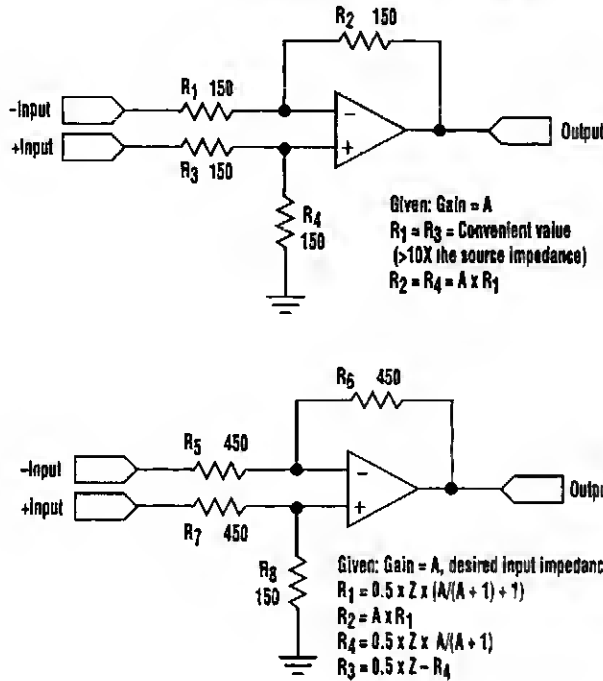 R2 150
R1 150
–Input
+Input
R3 150
–
+
Output
R4
150
Given: Gain = A
R1 = R3 = Convenient value
(>10X the source impedance)
R2 = R4 = A x R1
R6 450
R5 450
–Input
+Input
R7 450
–
+
Output
R8
150
Given: Gain = A, desired input impedanc
R1 = 0.5 x Z x (A/(A + 1) + 1)
R2 = A x R1
R4 = 0.5 x Z x A/(A + 1)
R3 = 0.5 x Z – R4